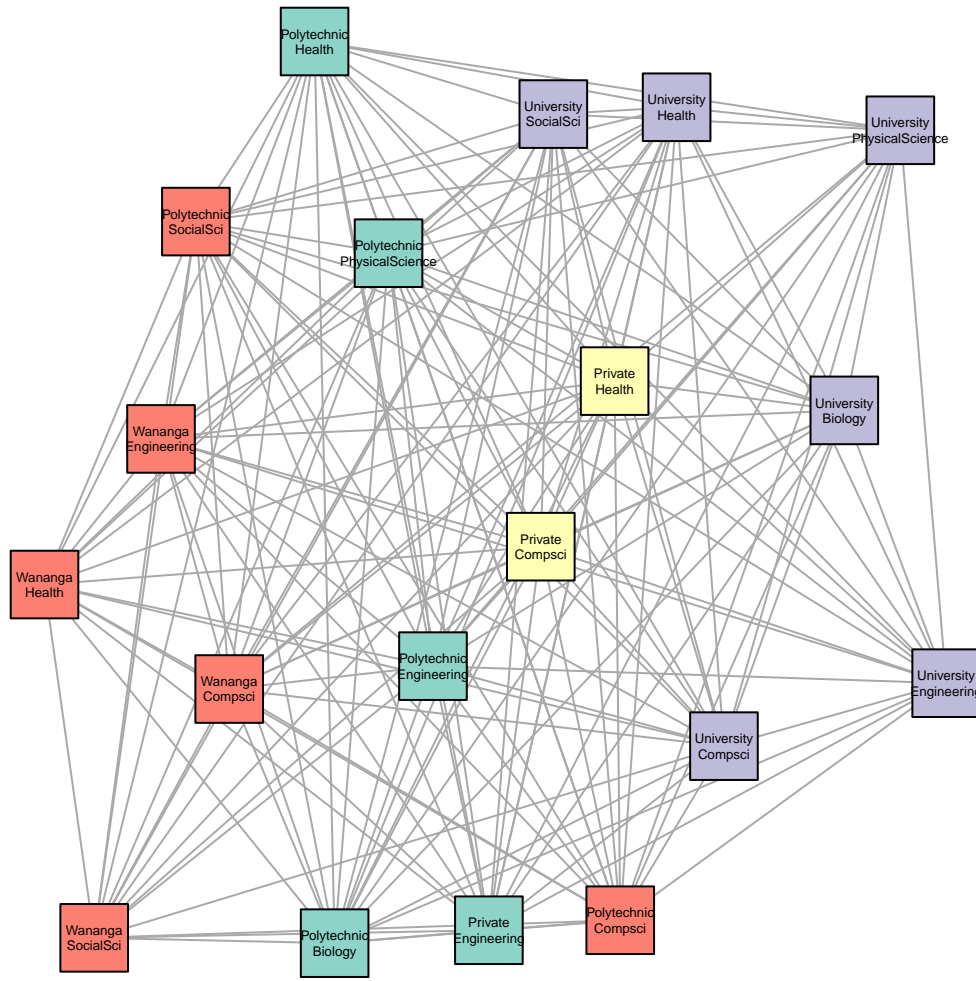 Polytechnic
Health
University
SocialSci
University
Health
University
PhysicalScience
Polytechnic
SocialSci
Polytechnic
PhysicalScience
Private
Health
University
Biology
Wananga
Engineering
Private
Compsci
Wananga
Health
Polytechnic
Engineering
Wananga
Compsci
University
Engineering
University
Compsci
Polytechnic
Compsci
Private
Engineering
Wananga
SocialSci
Polytechnic
Biology